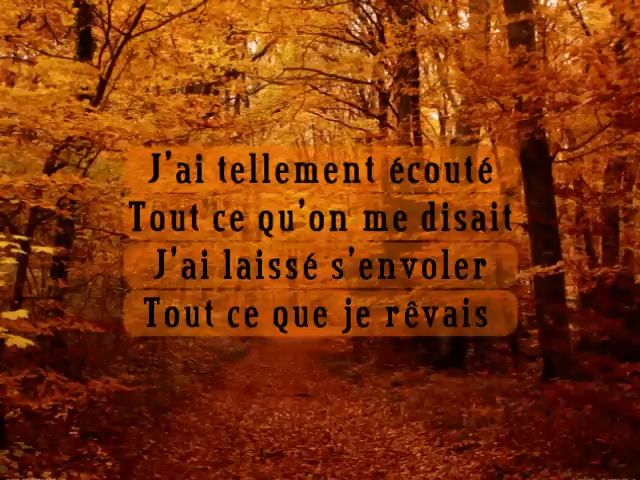 J'ai tellement écouté
Tout ce qu'on me disait
J'ai laissé s'envoler
Tout ce que je rêvais